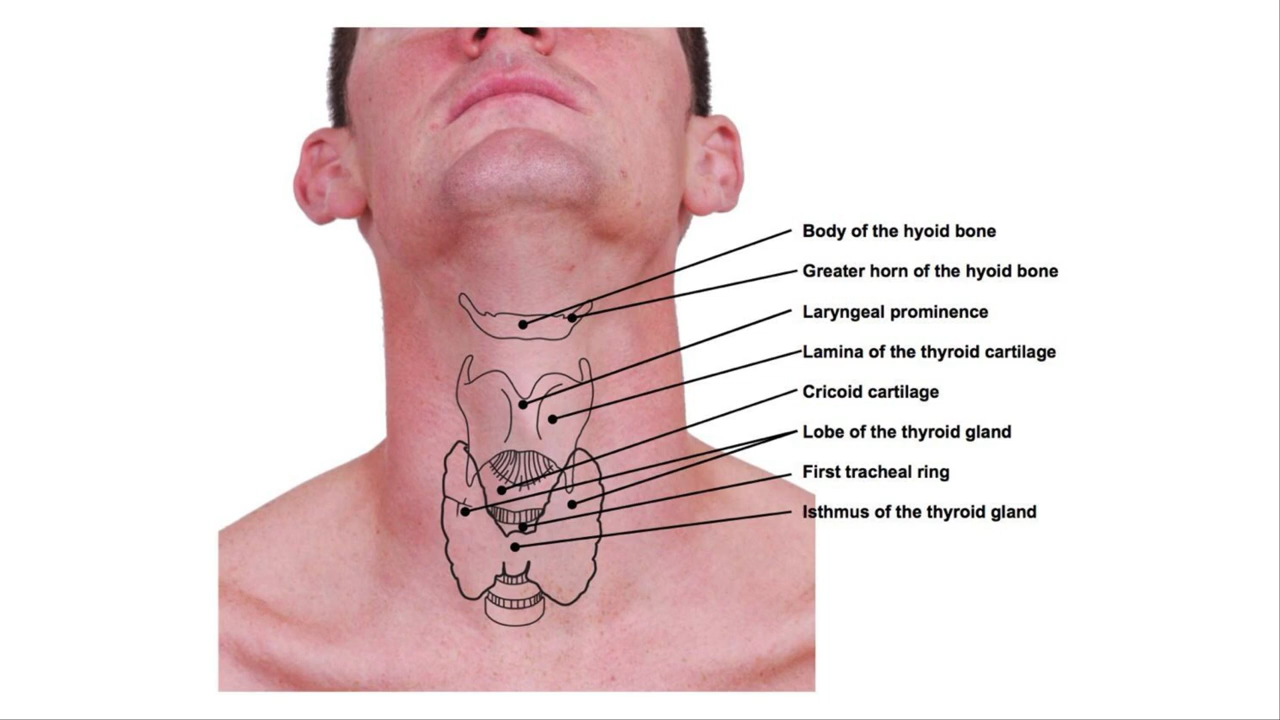 Body of the hyoid bone
Greater horn of the hyoid bone
Laryngeal prominence
Lamina of the thyroid cartilage
Cricoid cartilage
Lobe of the thyroid gland
First tracheal ring
Isthmus of the thyroid gland